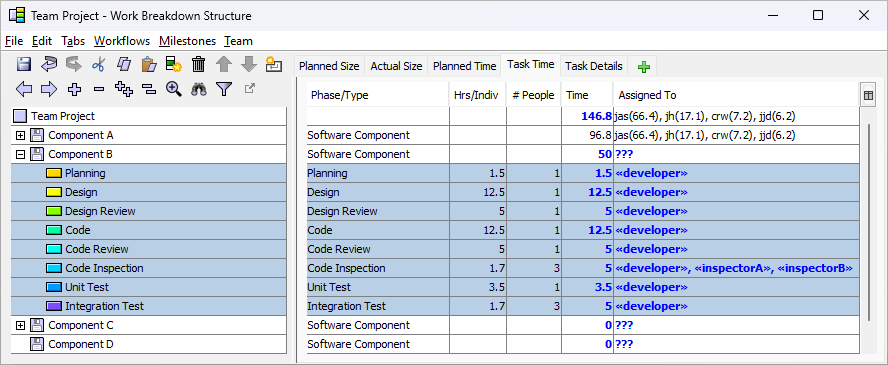 Team Project - Work Breakdown Structure
File Edit Tabs Workflows Milestones Team
Planned Size Actual Size Planned Time Task Time Task Details
Phase/Type Hrs/Indiv # People Time Assigned To
Team Project 146.8 jas(66.4), jh(17.1), crw(7.2), jjd(6.2)
Component A Software Component 96.8 jas(66.4), jh(17.1), crw(7.2), jjd(6.2)
Component B Software Component 50 ???
Planning Planning 1.5 1 1.5 «developer»
Design Design 12.5 1 12.5 «developer»
Design Review Design Review 5 1 5 «developer»
Code Code 12.5 1 12.5 «developer»
Code Review Code Review 5 1 5 «developer»
Code Inspection Code Inspection 1.7 3 5 «developer», «inspectorA», «inspectorB»
Unit Test Unit Test 3.5 1 3.5 «developer»
Integration Test Integration Test 1.7 3 5 «developer»
Component C Software Component 0 ???
Component D Software Component 0 ???